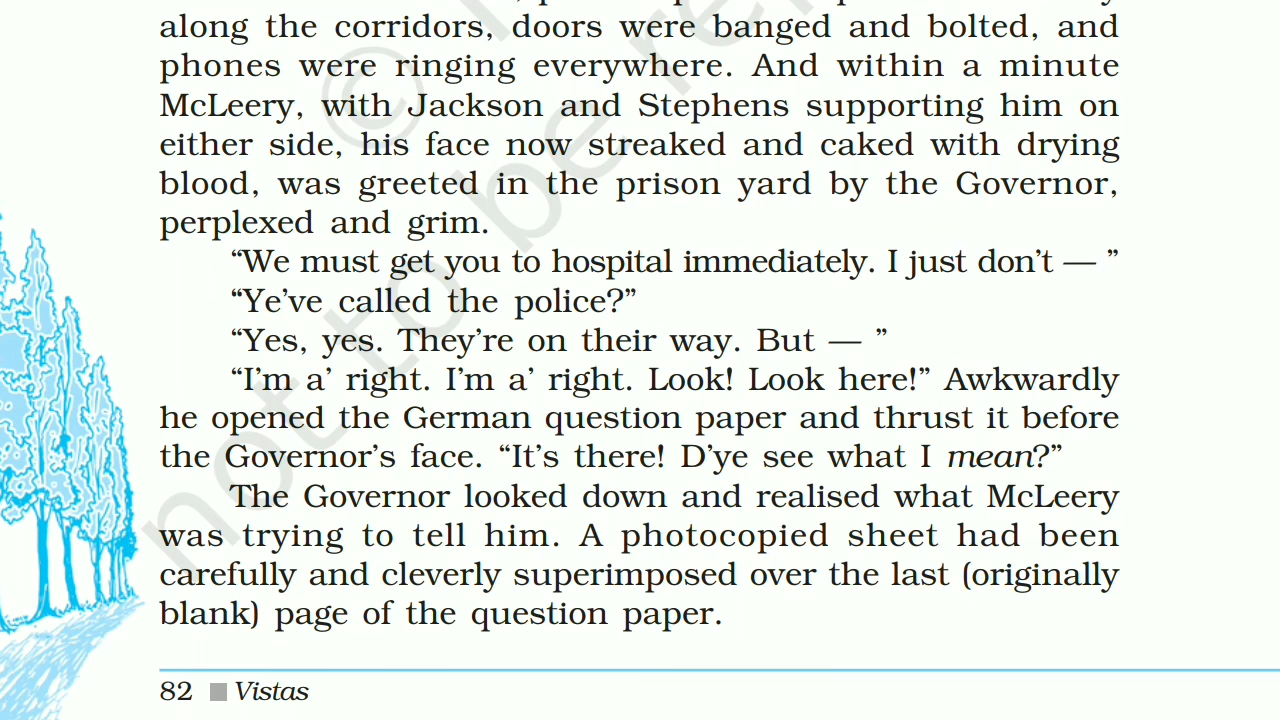 along the corridors, doors were banged and bolted, and
phones were ringing everywhere. And within a minute
McLeery, with Jackson and Stephens supporting him on
either side, his face now streaked and caked with drying
blood, was greeted in the prison yard by the Governor,
perplexed and grim.
“We must get you to hospital immediately. I just don’t — ”
“Ye’ve called the police?”
“Yes, yes. They’re on their way. But — ”
“I’m a’ right. I’m a’ right. Look! Look here!” Awkwardly
he opened the German question paper and thrust it before
the Governor’s face. “It’s there! D’ye see what I mean?”
The Governor looked down and realised what McLeery
was trying to tell him. A photocopied sheet had been
carefully and cleverly superimposed over the last (originally
blank) page of the question paper.
82 Vistas
©
not to be